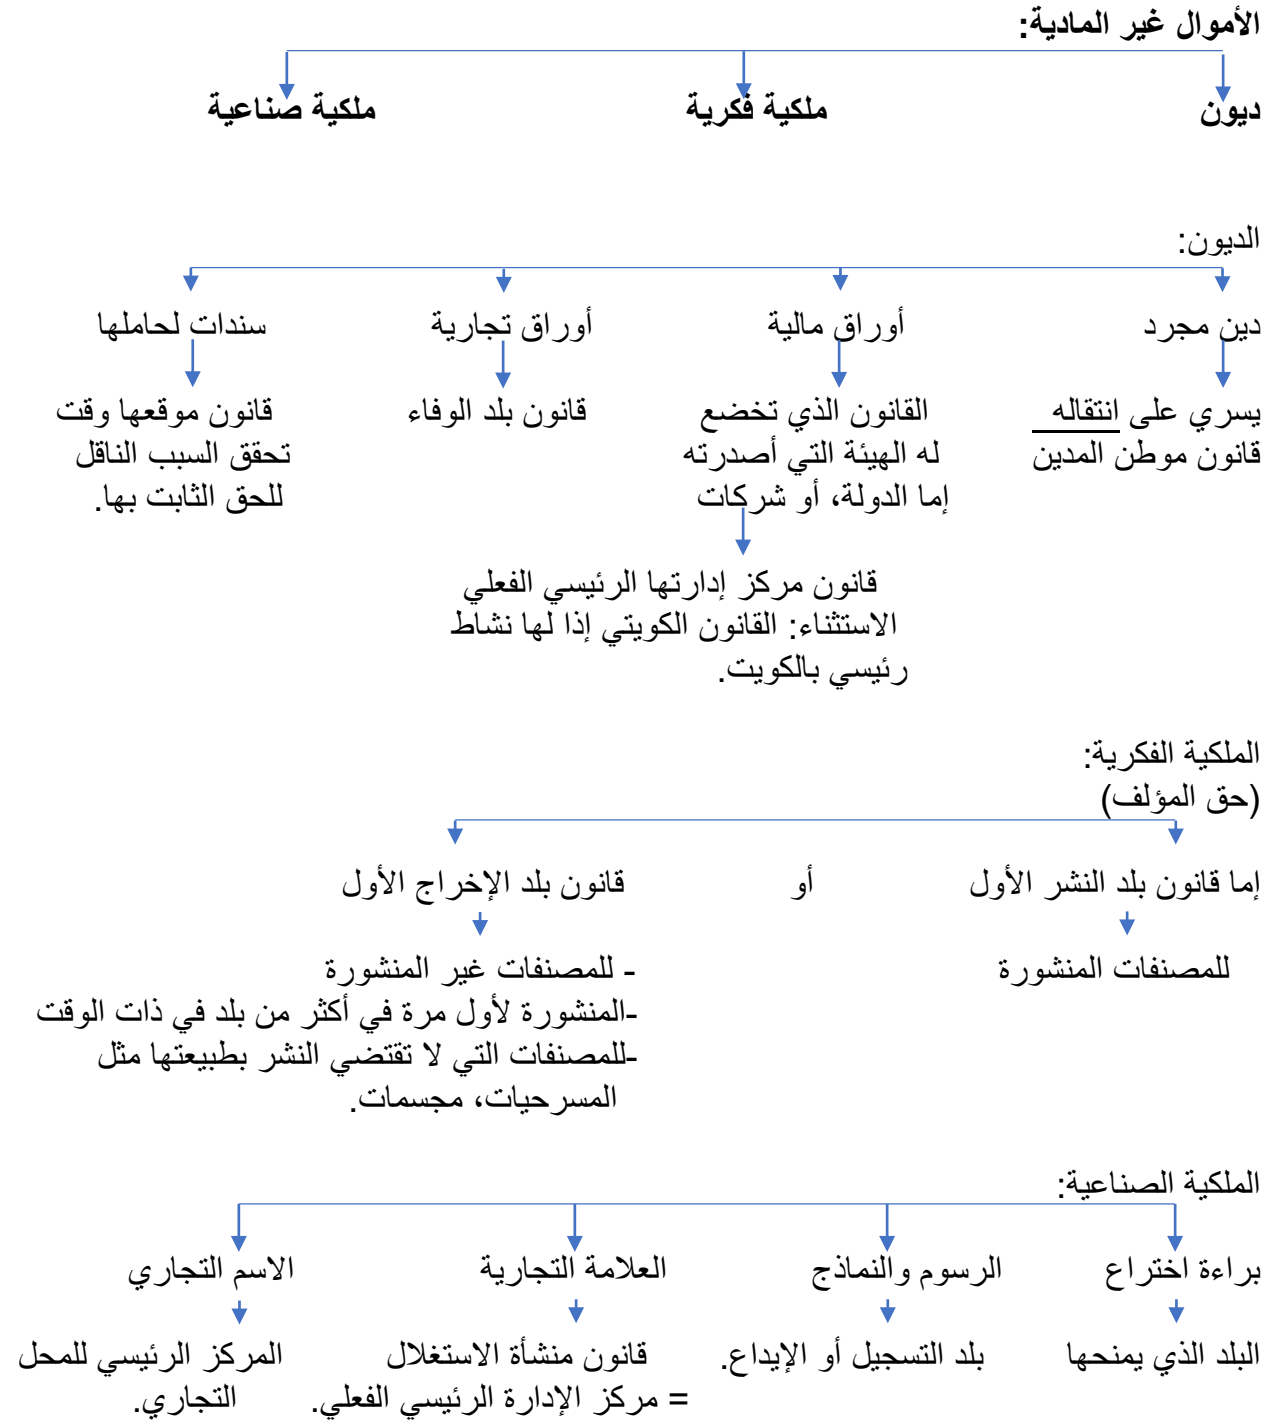 الأموال غير المادية:
ديون ملكية فكرية ملكية صناعية
الديون:
دين مجرد أوراق مالية أوراق تجارية سندات لحاملها
يسري على انتقاله القانون الذي تخضع قانون بلد الوفاء قانون موقعها وقت
قانون موطن المدين له الهيئة التي أصدرته تحقق السبب الناقل
إما الدولة، أو شركات للحق الثابت بها.
قانون مركز إدارتها الرئيسي الفعلي
الاستثناء: القانون الكويتي إذا لها نشاط
رئيسي بالكويت.
الملكية الفكرية:
(حق المؤلف)
إما قانون بلد النشر الأول أو قانون بلد الإخراج الأول
للمصنفات المنشورة - للمصنفات غير المنشورة
-المنشورة لأول مرة في أكثر من بلد في ذات الوقت
-للمصنفات التي لا تقتضي النشر بطبيعتها مثل
المسرحيات، مجسمات.
الملكية الصناعية:
براءة اختراع الرسوم والنماذج العلامة التجارية الاسم التجاري
البلد الذي يمنحها بلد التسجيل أو الإيداع. قانون منشأة الاستغلال المركز الرئيسي للمحل
= مركز الإدارة الرئيسي الفعلي. التجاري.